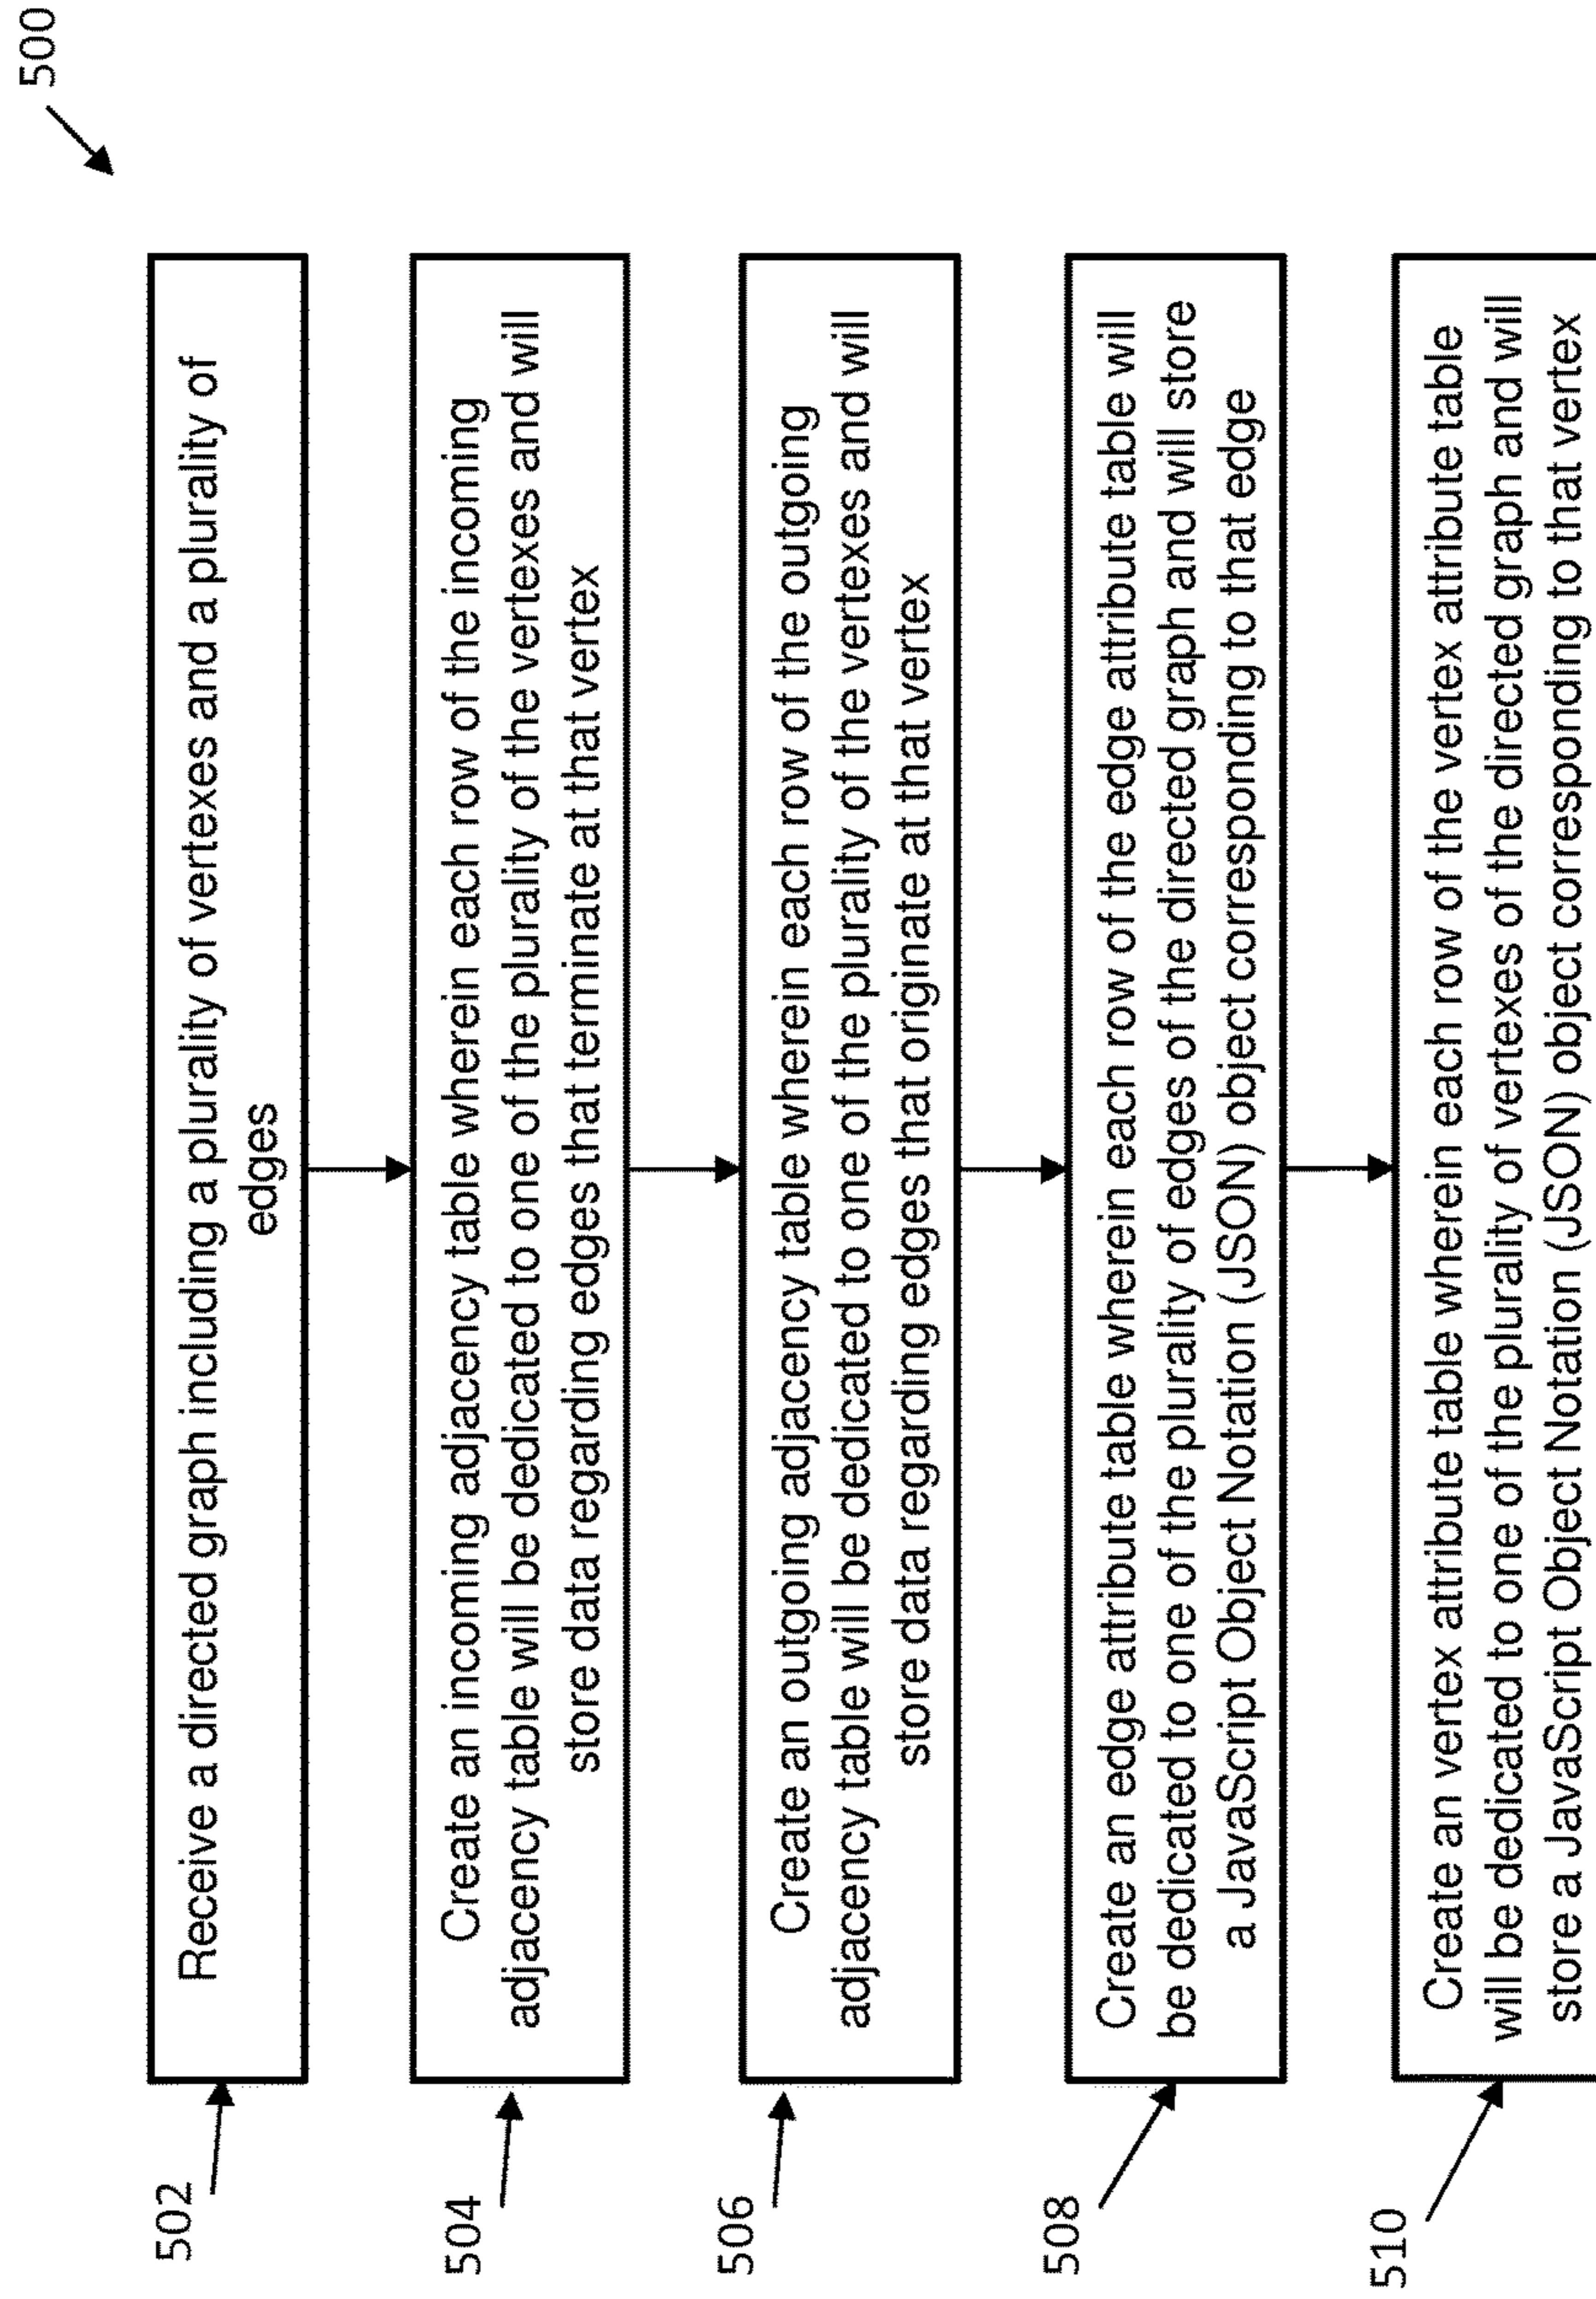 500
502
Receive a directed graph including a plurality of vertexes and a plurality of
edges
504
Create an incoming adjacency table wherein each row of the incoming
adjacency table will be dedicated to one of the plurality of the vertexes and will
store data regarding edges that terminate at that vertex
506
Create an outgoing adjacency table wherein each row of the outgoing
adjacency table will be dedicated to one of the plurality of the vertexes and will
store data regarding edges that originate at that vertex
508
Create an edge attribute table wherein each row of the edge attribute table will
be dedicated to one of the plurality of edges of the directed graph and will store
a JavaScript Object Notation (JSON) object corresponding to that edge
510
Create an vertex attribute table wherein each row of the vertex attribute table
will be dedicated to one of the plurality of vertexes of the directed graph and will
store a JavaScript Object Notation (JSON) object corresponding to that vertex